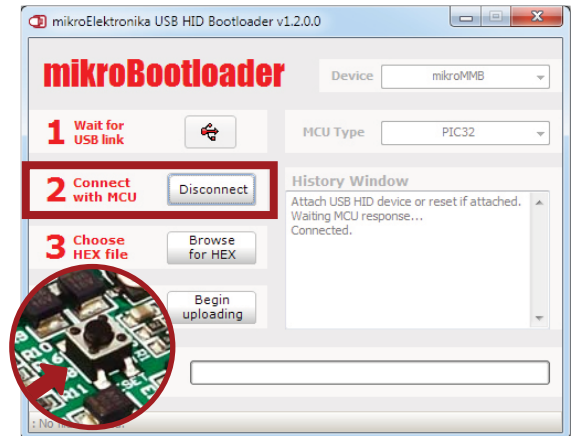 mikroElektronika USB HID Bootloader v1.2.0.0
mikroBootloader
Device
mikroMMB
1 Wait for
USB link
MCU Type
PIC32
2 Connect
with MCU
Disconnect
History Window
Attach USB HID device or reset if attached.
Waiting MCU response...
Connected.
3 Choose
HEX file
Browse
for HEX
Begin
uploading
R10
R11
: No